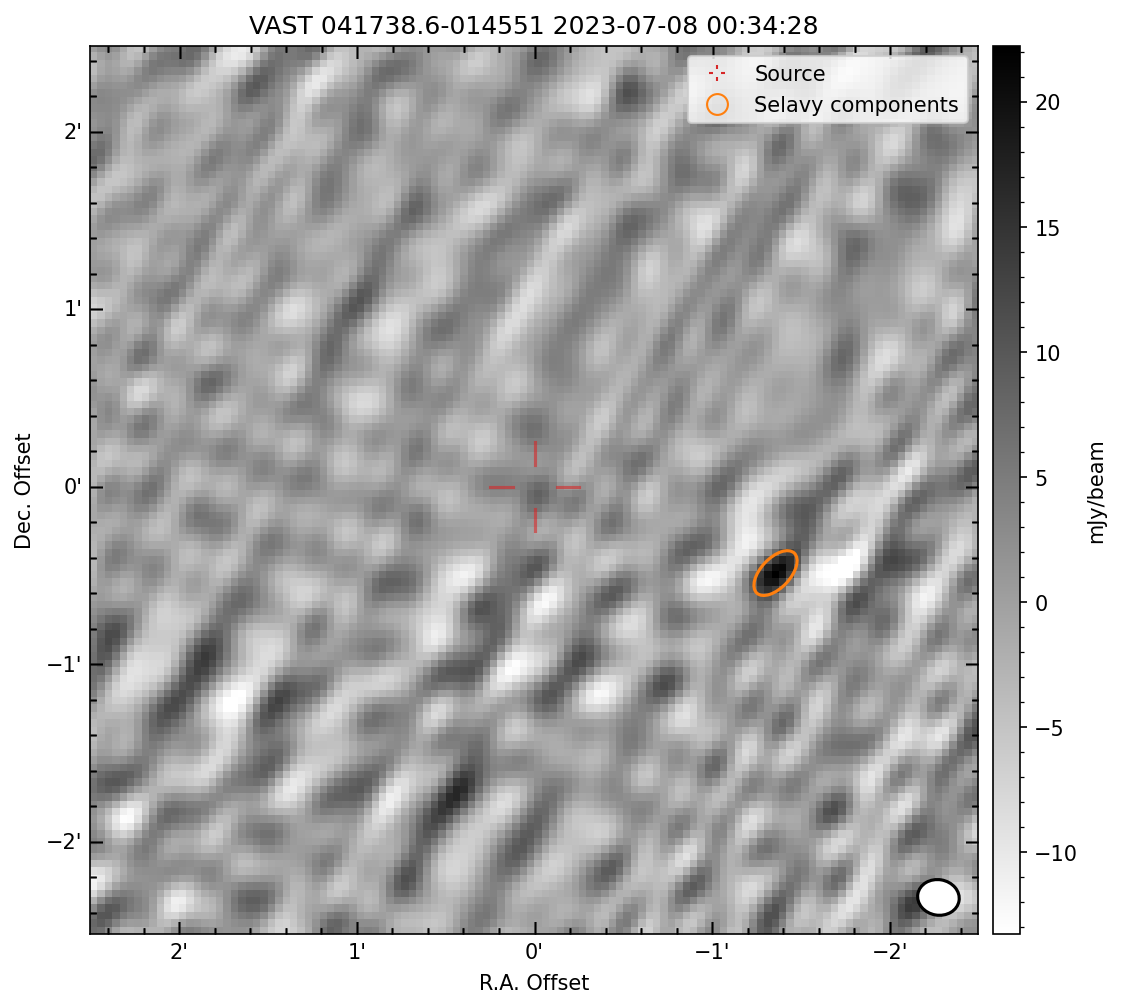 VAST 041738.6-014551 2023-07-08 00:34:28
Source
Selavy components
2'
1'
0'
−1'
−2'
Dec. Offset
2'
1'
0'
−1'
−2'
R.A. Offset
20
15
10
5
0
−5
−10
mJy/beam